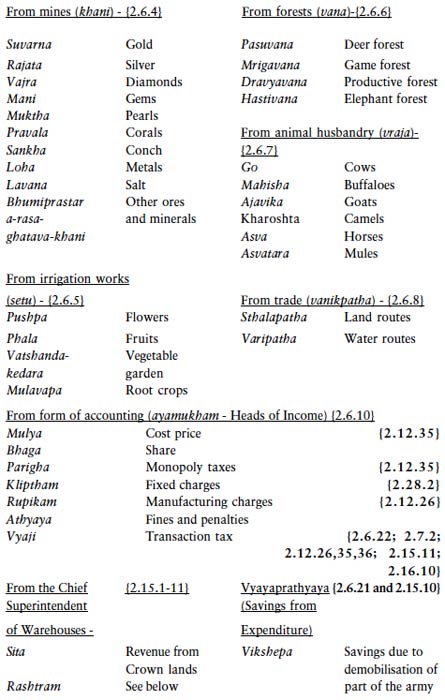 From mines (khani) - {2.6.4}
Suvarna Gold
Rajata Silver
Vajra Diamonds
Mani Gems
Muktha Pearls
Pravala Corals
Sankha Conch
Loha Metals
Lavana Salt
Bhumiprastar Other ores
a-rasa- and minerals
ghatava-khani
From forests (vana)-{2.6.6}
Pasuvana Deer forest
Mrigavana Game forest
Dravyavana Productive forest
Hastivana Elephant forest
From animal husbandry (vraja)-
{2.6.7}
Go Cows
Mahisha Buffaloes
Ajavika Goats
Kharoshta Camels
Asva Horses
Asvatara Mules
From irrigation works
(setu) - {2.6.5}
Pushpa Flowers
Phala Fruits
Vatshanda- Vegetable
kedara garden
Mulavapa Root crops
From trade (vanikpatha) - {2.6.8}
Sthalapatha Land routes
Varipatha Water routes
From form of accounting (ayamukham - Heads of Income) {2.6.10}
Mulya Cost price {2.12.35}
Bhaga Share
Parigha Monopoly taxes {2.12.35}
Kliptham Fixed charges {2.28.2}
Rupikam Manufacturing charges {2.12.26}
Athyaya Fines and penalties
Vyaji Transaction tax {2.6.22; 2.7.2;
2.12.26,35,36; 2.15.11;
2.16.10}
From the Chief {2.15.1-11}
Superintendent
of Warehouses -
Sita Revenue from
Crown lands
Rashtram See below
Vyayaprathyaya {2.6.21 and 2.15.10}
(Savings from
Expenditure)
Vikshepa Savings due to
demobilisation of
part of the army